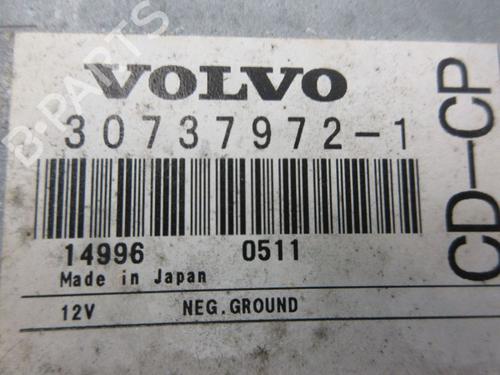 VOLVO
30737972-1
14996 0511
Made in Japan
12V NEG.GROUND
CD-CP
B-PARTS